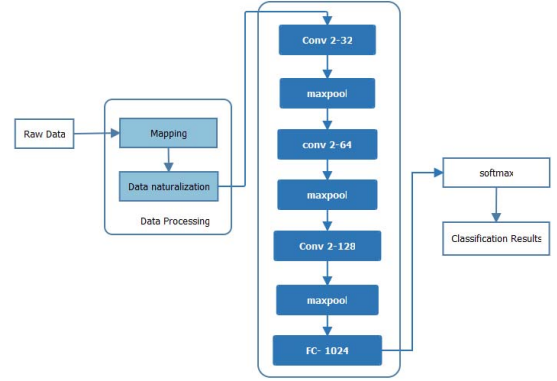 Raw Data
Mapping
Data naturalization
Data Processing
Conv 2-32
maxpool
conv 2-64
maxpool
Conv 2-128
maxpool
FC- 1024
softmax
Classification Results